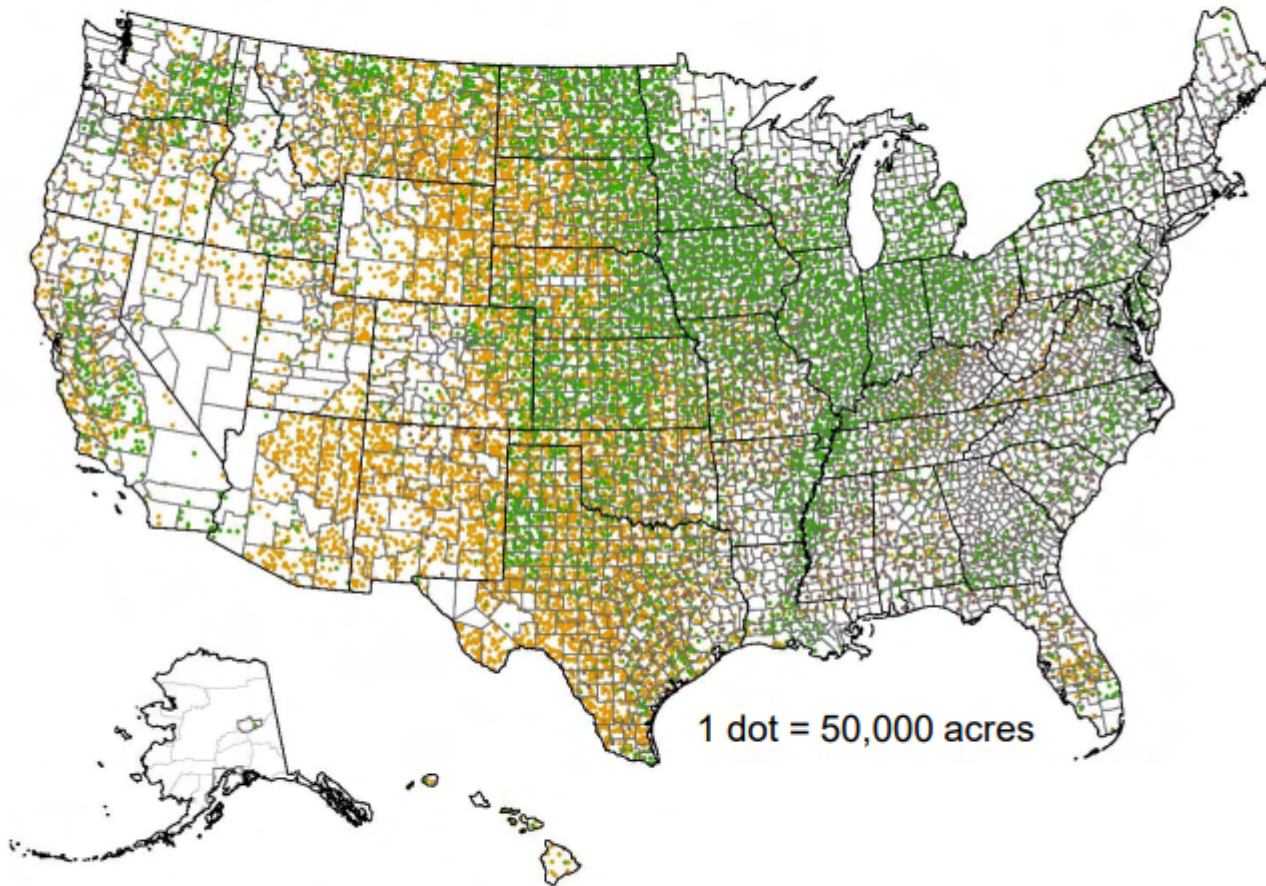 1 dot = 50,000 acres